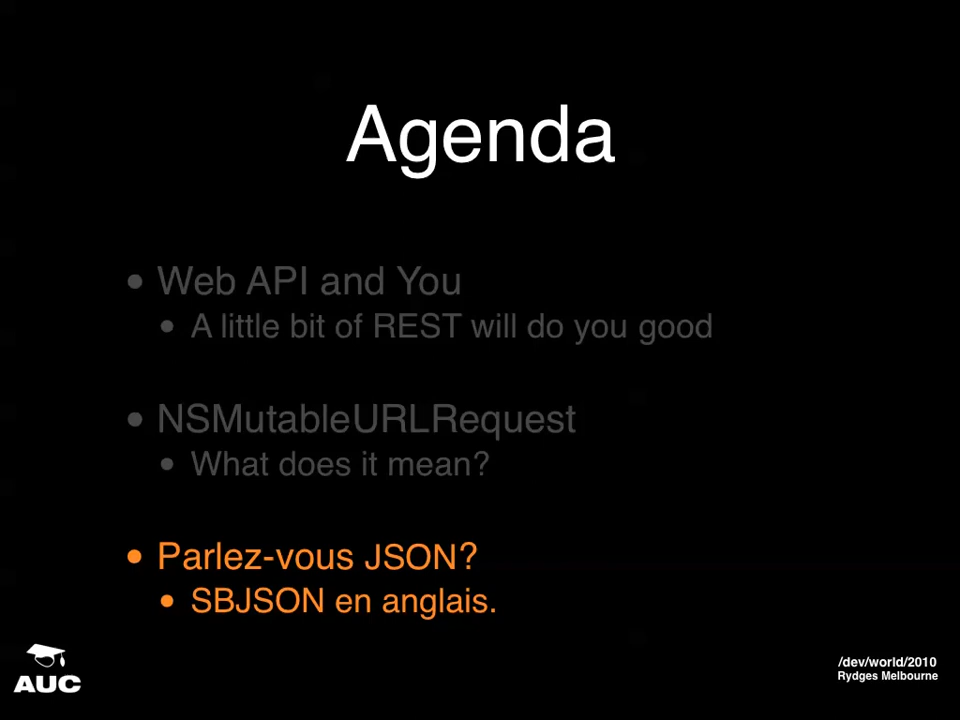 Agenda
• Web API and You
• A little bit of REST will do you good
• NSMutableURLRequest
• What does it mean?
• Parlez-vous JSON?
• SBJSON en anglais.
AUC
/dev/world/2010
Rydges Melbourne